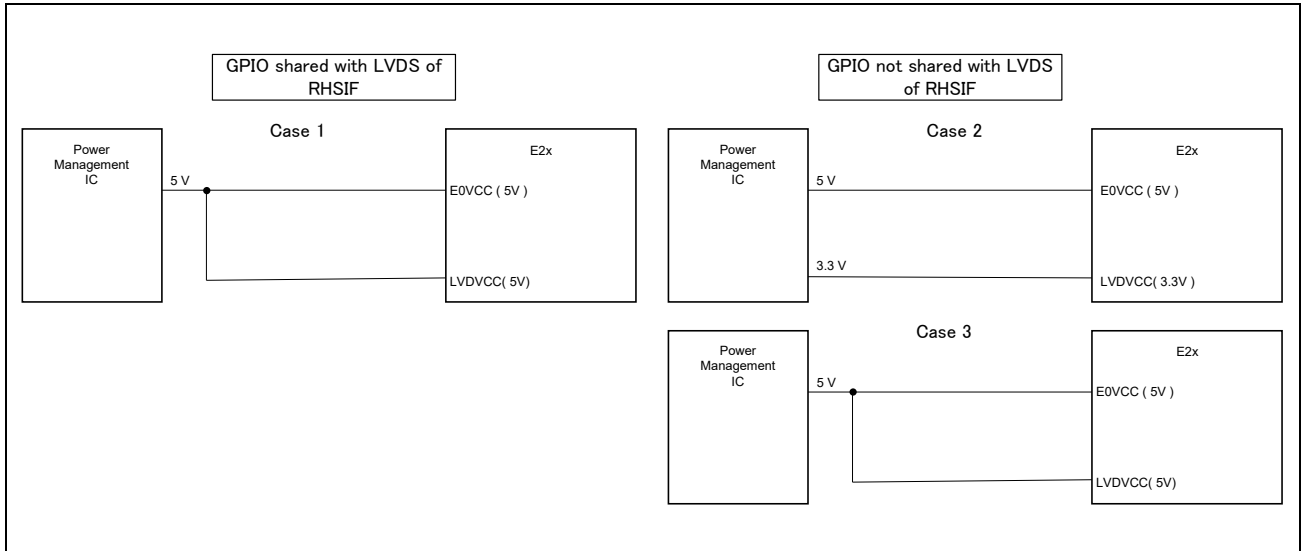 GPIO shared with LVDS of
RHSIF
Case 1
Power
Management
IC
5 V
E2x
E0VCC ( 5V )
LVDVCC( 5V)
GPIO not shared with LVDS
of RHSIF
Case 2
Power
Management
IC
5 V
3.3 V
E2x
E0VCC ( 5V )
LVDVCC( 3.3V )
Case 3
Power
Management
IC
5 V
E2x
E0VCC ( 5V )
LVDVCC( 5V)